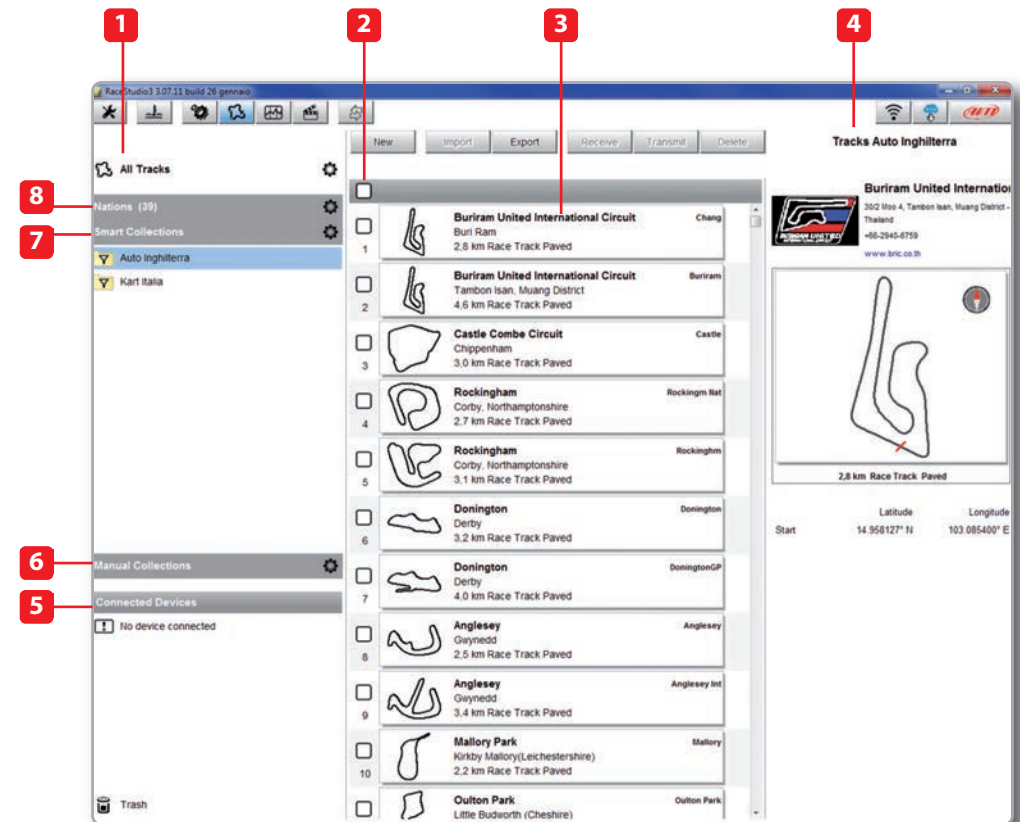 1
2
3
4
RaceStudio3 3.07.11 build 26 gennaio
AiM
New
Import
Export
Receive
Transmit
Delete
Tracks Auto Inghilterra
All Tracks
8
Nations (39)
7
Smart Collections
Auto Inghilterra
Kart Italia
6
Manual Collections
5
Connected Devices
No device connected
Trash
Buriram United International Circuit
Chang
Buri Ram
2,8 km Race Track Paved
1
Buriram United International Circuit
Buriram
Tambon Isan, Muang District
4,6 km Race Track Paved
2
Castle Combe Circuit
Castle
Chippenham
3,0 km Race Track Paved
3
Rockingham
Rockingm Nat
Corby, Northamptonshire
2,7 km Race Track Paved
4
Rockingham
Rockinghm
Corby, Northamptonshire
3,1 km Race Track Paved
5
Donington
Donington
Derby
3,2 km Race Track Paved
6
Donington
DoningtonGP
Derby
4,0 km Race Track Paved
7
Anglesey
Anglesey
Gwynedd
2,5 km Race Track Paved
8
Anglesey
Anglesey Int
Gwynedd
3,4 km Race Track Paved
9
Mallory Park
Mallory
Kirkby Mallory(Leichestershire)
2,2 km Race Track Paved
10
Oulton Park
Oulton Park
Little Budworth (Cheshire)
BURIRAM UNITED
INTERNATIONAL CIRCUIT
Buriram United Internation
30/2 Moo 4, Tambon Isan, Muang District -
Thailand
+66-2940-6759
www.bric.co.th
2,8 km Race Track Paved
Latitude
Longitude
Start
14.958127° N
103.085400° E